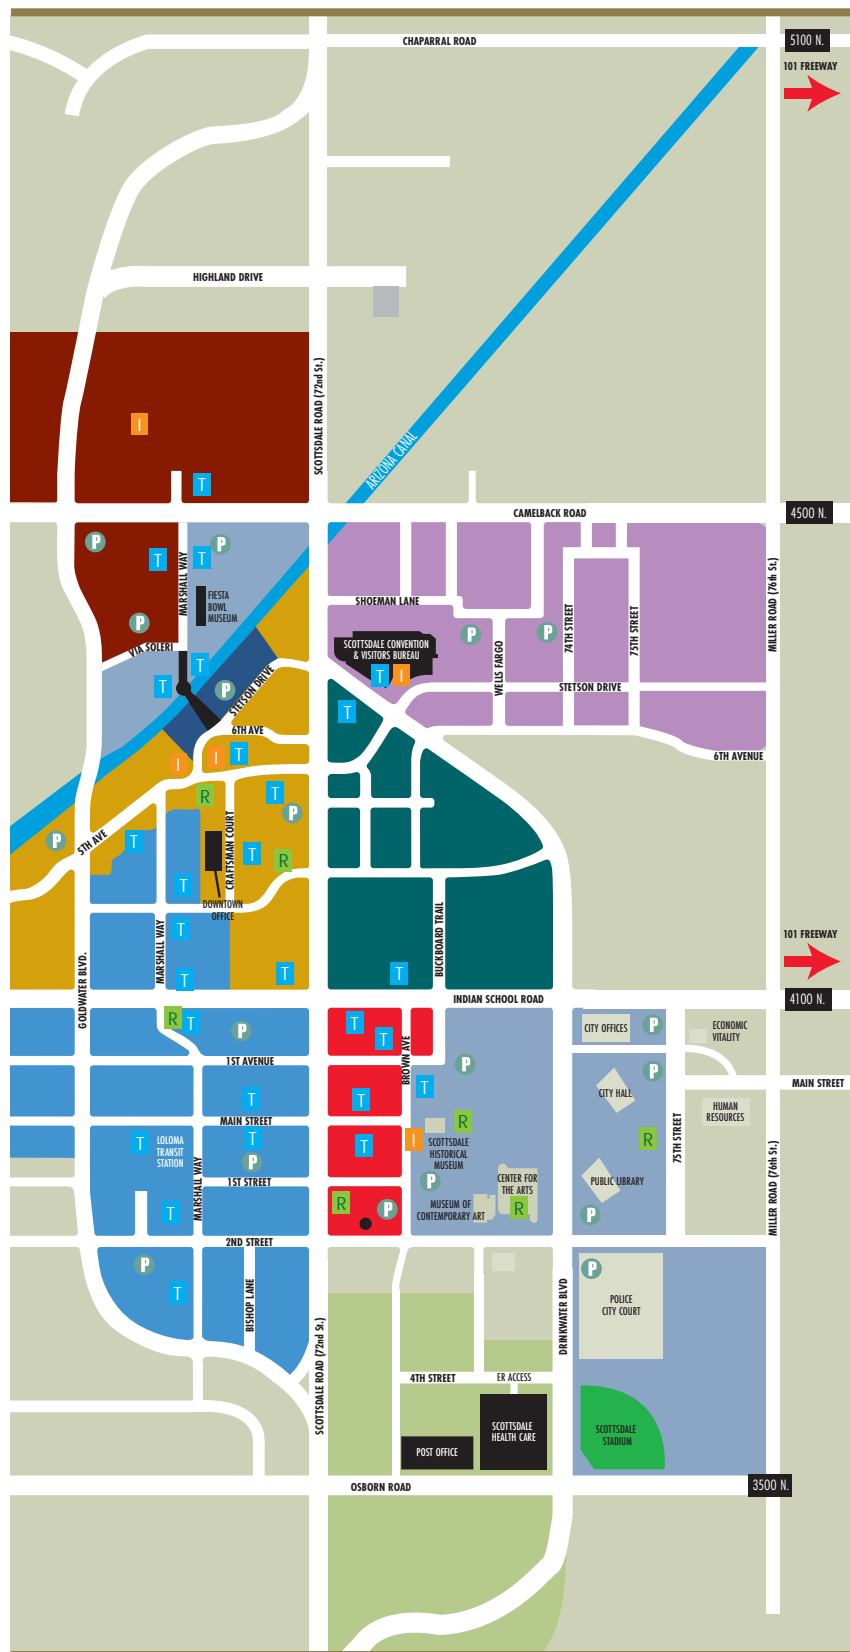 CHAPARRAL ROAD
5100 N.
101 FREEWAY
HIGHLAND DRIVE
SCOTTSDALE ROAD (72nd St.)
I
ARIZONA CANAL
T
CAMELBACK ROAD
4500 N.
P
P
T
T
MARSHALL WAY
FIESTA
BOWL
MUSEUM
SHOEMAN LANE
74TH STREET
75TH STREET
MILLER ROAD (76th St.)
P
VIA SOLERI
SCOTTSDALE CONVENTION
& VISITORS BUREAU
P
P
WELLS FARGO
T
T
I
T
P
STETSON DRIVE
STETSON DRIVE
T
6TH AVE
6TH AVENUE
I
I
T
R
T
P
P
5TH AVE
T
CRAFTSMAN COURT
T
R
T
DOWNTOWN
OFFICE
MARSHALL WAY
T
BUCKBOARD TRAIL
101 FREEWAY
T
T
T
GOLDWATER BLVD.
INDIAN SCHOOL ROAD
4100 N.
R
T
P
T
T
BROWN AVE
CITY OFFICES
P
ECONOMIC
VITALITY
1ST AVENUE
P
P
T
T
T
CITY HALL
MAIN STREET
HUMAN
RESOURCES
MAIN STREET
R
T
LOLOMA
TRANSIT
STATION
T
T
I
SCOTTSDALE
HISTORICAL
MUSEUM
R
75TH STREET
P
MARSHALL WAY
1ST STREET
P
CENTER FOR
THE ARTS
PUBLIC LIBRARY
MILLER ROAD (76th St.)
T
R
P
MUSEUM OF
CONTEMPORARY ART
R
P
2ND STREET
P
T
BISHOP LANE
P
POLICE
CITY COURT
DRINKWATER BLVD
SCOTTSDALE ROAD (72nd St.)
4TH STREET
ER ACCESS
SCOTTSDALE
HEALTH CARE
SCOTTSDALE
STADIUM
POST OFFICE
OSBORN ROAD
3500 N.